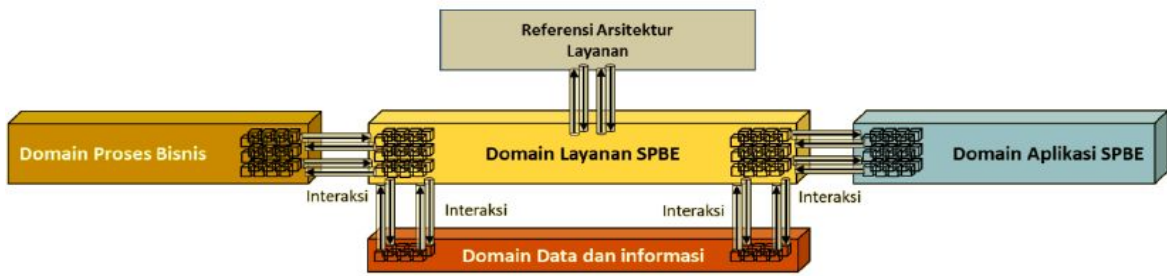 Referensi Arsitektur
Layanan
Domain Proses Bisnis
Domain Layanan SPBE
Domain Aplikasi SPBE
Interaksi
Interaksi
Interaksi
Interaksi
Domain Data dan informasi